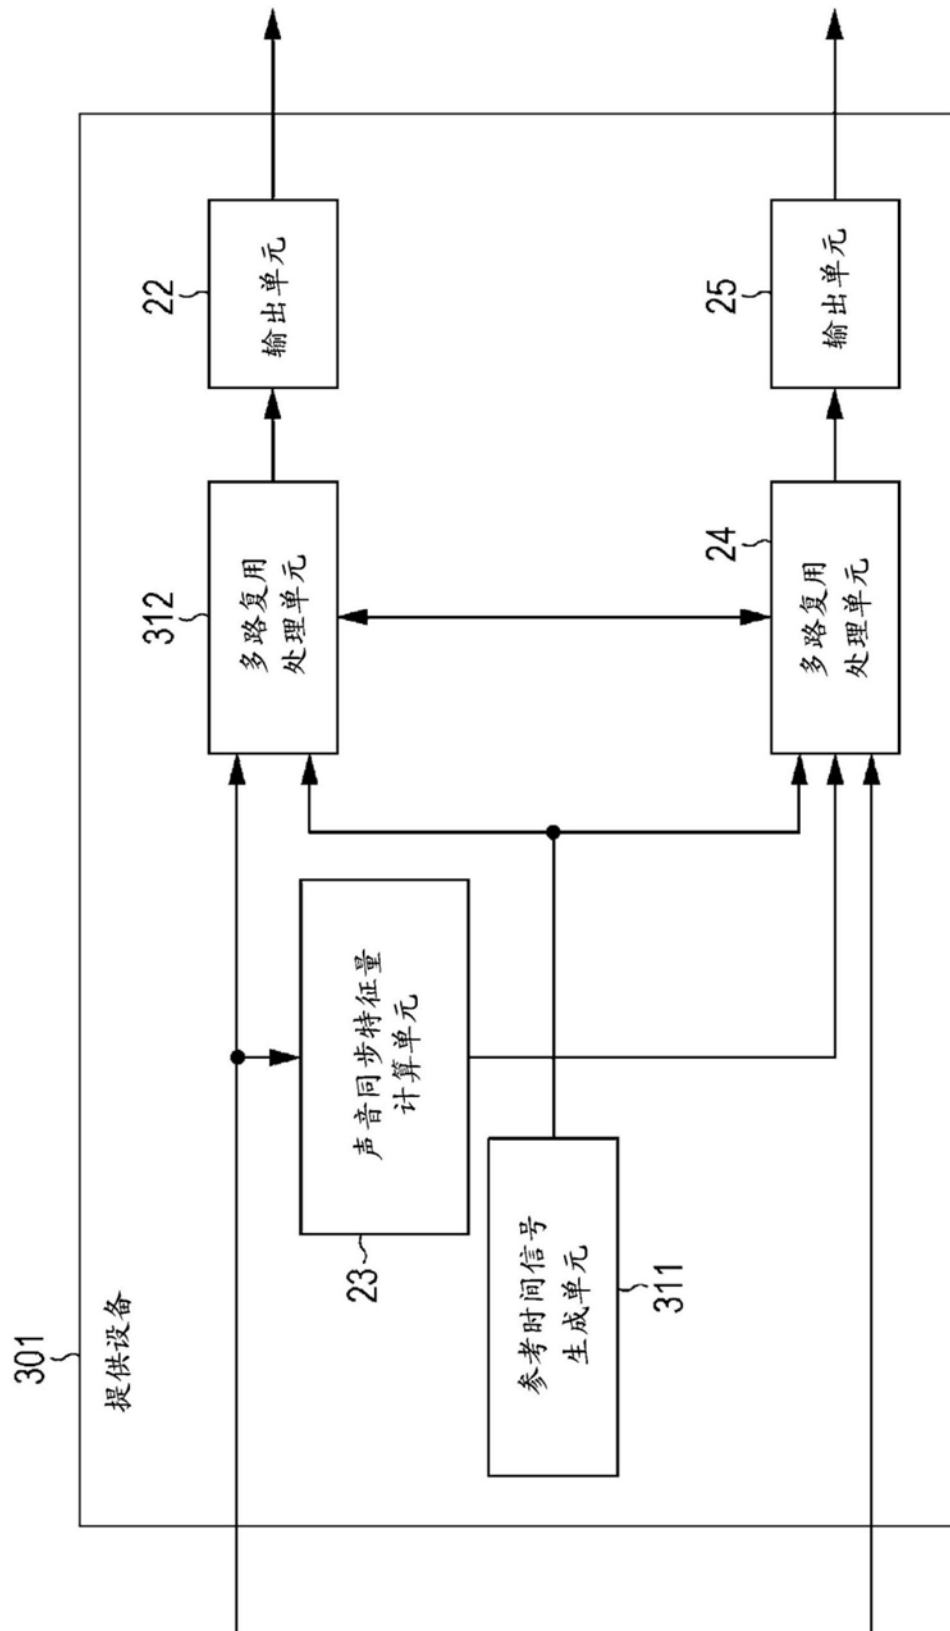 301
提供设备
312
多路复用
处理单元
22
输出单元
23
声音同步特征量
计算单元
参考时间信号
生成单元
311
24
多路复用
处理单元
25
输出单元